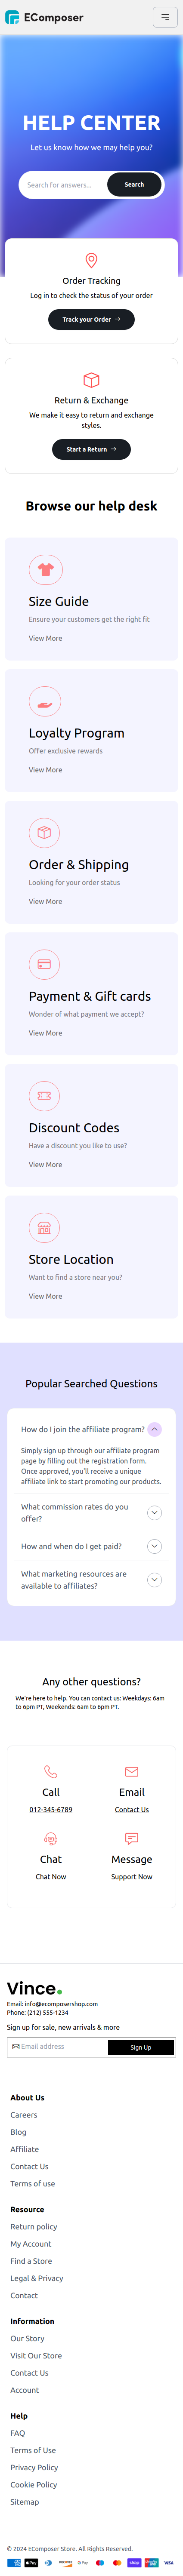 EComposer
HELP CENTER
Let us know how we may help you?
Search for answers...
Search
Order Tracking
Log in to check the status of your order
Track your Order
Return & Exchange
We make it easy to return and exchange
styles.
Start a Return
Browse our help desk
Size Guide
Ensure your customers get the right fit
View More
Loyalty Program
Offer exclusive rewards
View More
Order & Shipping
Looking for your order status
View More
Payment & Gift cards
Wonder of what payment we accept?
View More
Discount Codes
Have a discount you like to use?
View More
Store Location
Want to find a store near you?
View More
Popular Searched Questions
How do I join the affiliate program?
Simply sign up through our affiliate program
page by filling out the registration form.
Once approved, you'll receive a unique
affiliate link to start promoting our products.
What commission rates do you
offer?
How and when do I get paid?
What marketing resources are
available to affiliates?
Any other questions?
We're here to help. You can contact us: Weekdays: 6am
to 6pm PT, Weekends: 6am to 6pm PT.
Call
012-345-6789
Email
Contact Us
Chat
Chat Now
Message
Support Now
Vince.
Email: info@ecomposershop.com
Phone: (212) 555-1234
Sign up for sale, new arrivals & more
Email address
Sign Up
About Us
Careers
Blog
Affiliate
Contact Us
Terms of use
Resource
Return policy
My Account
Find a Store
Legal & Privacy
Contact
Information
Our Story
Visit Our Store
Contact Us
Account
Help
FAQ
Terms of Use
Privacy Policy
Cookie Policy
Sitemap
© 2024 EComposer Store. All Rights Reserved.
Pay
DISCOVER
G Pay
shop
VISA